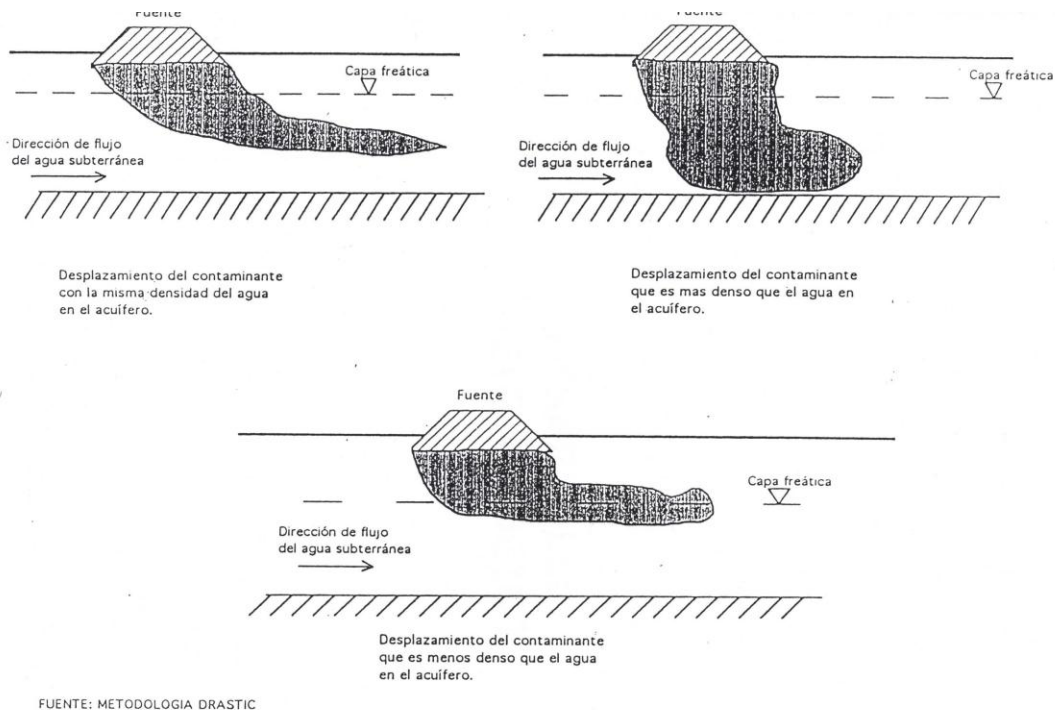 Fuente
Capa freática
Dirección de flujo
del agua subterránea
Desplazamiento del contaminante
con la misma densidad del agua
en el acuífero.
Fuente
Capa freática
Dirección de flujo
del agua subterránea
Desplazamiento del contaminante
que es mas denso que el agua en
el acuífero.
Fuente
Capa freática
Dirección de flujo
del agua subterránea
Desplazamiento del contaminante
que es menos denso que el agua
en el acuífero.
FUENTE: METODOLOGIA DRASTIC